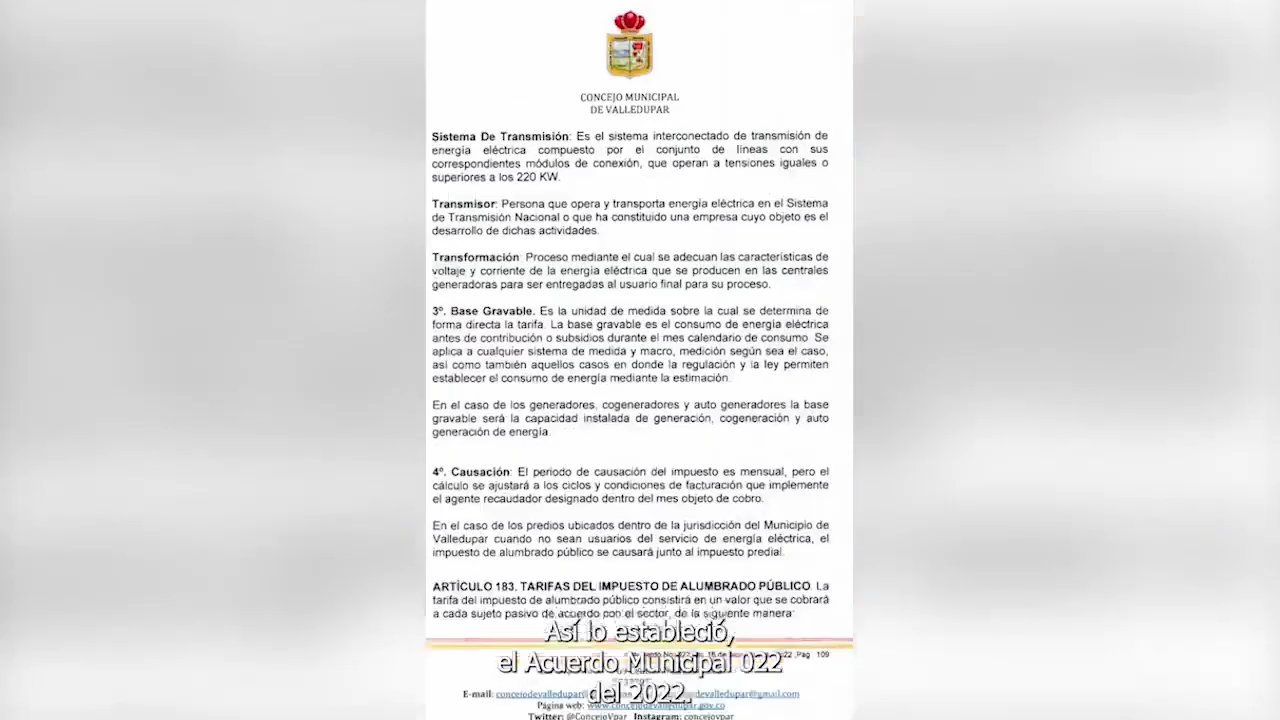 CONCEJO MUNICIPAL
DE VALLEDUPAR
Sistema De Transmisión: Es el sistema interconectado de transmisión de
energía eléctrica compuesto por el conjunto de líneas con sus
correspondientes módulos de conexión, que operan a tensiones iguales o
superiores a los 220 KW.
Transmisor: Persona que opera y transporta energía eléctrica en el Sistema
de Transmisión Nacional o que ha constituido una empresa cuyo objeto es el
desarrollo de dichas actividades.
Transformación: Proceso mediante el cual se adecuan las características de
voltaje y corriente de la energía eléctrica que se producen en las centrales
generadoras para ser entregadas al usuario final para su proceso.
3º. Base Gravable. Es la unidad de medida sobre la cual se determina de
forma directa la tarifa. La base gravable es el consumo de energía eléctrica
antes de contribución o subsidios durante el mes calendario de consumo. Se
aplica a cualquier sistema de medida y macro, medición según sea el caso,
así como también aquellos casos en donde la regulación y la ley permiten
establecer el consumo de energía mediante la estimación.
En el caso de los generadores, cogeneradores y auto generadores la base
gravable será la capacidad instalada de generación, cogeneración y auto
generación de energía.
4º. Causación: El periodo de causación del impuesto es mensual, pero el
cálculo se ajustará a los ciclos y condiciones de facturación que implemente
el agente recaudador designado dentro del mes objeto de cobro.
En el caso de los predios ubicados dentro de la jurisdicción del Municipio de
Valledupar cuando no sean usuarios del servicio de energía eléctrica, el
impuesto de alumbrado público se causará junto al impuesto predial.
ARTÍCULO 183. TARIFAS DEL IMPUESTO DE ALUMBRADO PÚBLICO. La
tarifa del impuesto de alumbrado público consistirá en un valor que se cobrará
a cada sujeto pasivo de acuerdo por el sector, de la siguiente manera:
Así lo estableció,
el Acuerdo Municipal 022
del 2022.
Pag 109
E-mail: concejodevalledupar@ devalledupar@gmail.com
Página web: www.concejodevalledupar.gov.co
Twitter: @ConcejoVpar Instagram: concejovpar